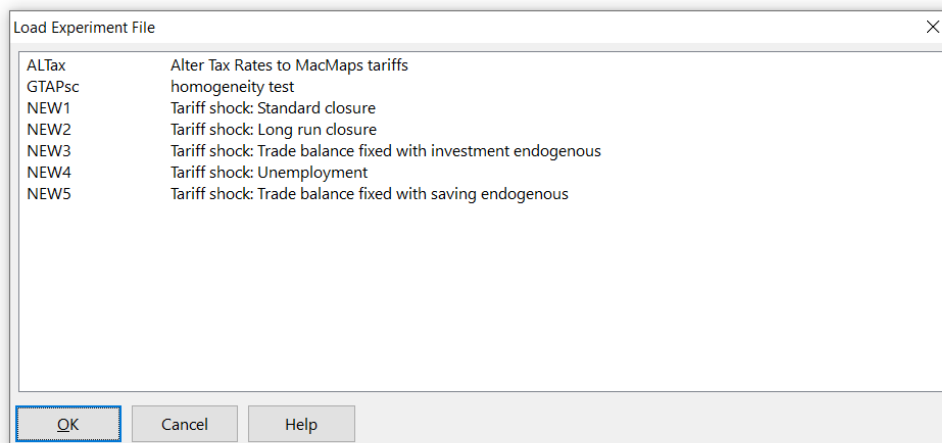 Load Experiment File
ALTax Alter Tax Rates to MacMaps tariffs
GTAPsc homogeneity test
NEW1 Tariff shock: Standard closure
NEW2 Tariff shock: Long run closure
NEW3 Tariff shock: Trade balance fixed with investment endogenous
NEW4 Tariff shock: Unemployment
NEW5 Tariff shock: Trade balance fixed with saving endogenous
OK Cancel Help